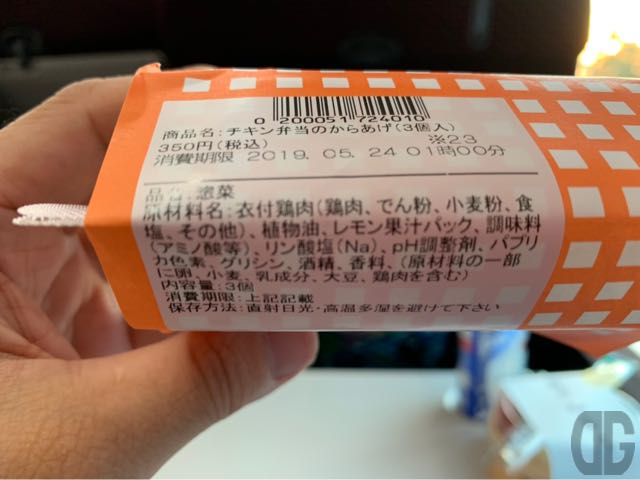 0 200051 724010
商品名:チキン弁当のからあげ(3個入)
350円(税込) ※23
消費期限 2019.05.24 01時00分
品名:惣菜
原材料名:衣付鶏肉(鶏肉、でん粉、小麦粉、食
塩、その他)、植物油、レモン果汁パック、調味料
(アミノ酸等)、リン酸塩(Na)、pH調整剤、パプリ
カ色素、グリシン、酒精、香料、(原材料の一部
に卵、小麦、乳成分、大豆、鶏肉を含む)
内容量:3個
消費期限:上記記載
保存方法:直射日光・高温多湿を避けて下さい
DG